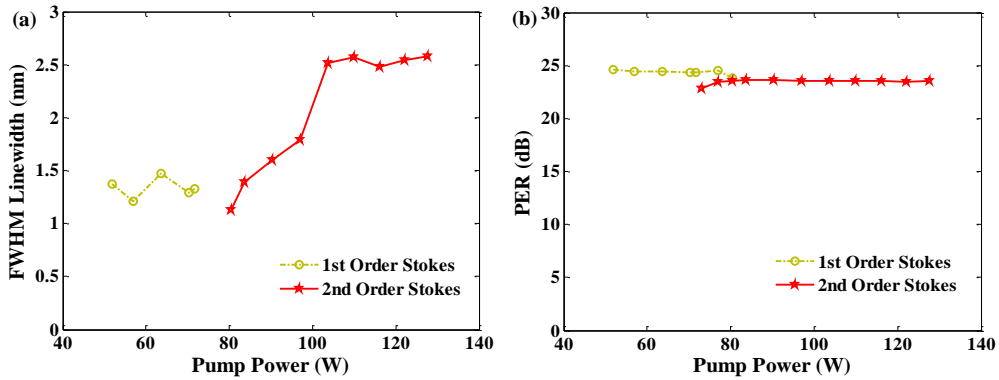 (a)
FWHM Linewidth (nm)
3
2.5
2
1.5
1
0.5
0
40 60 80 100 120 140
Pump Power (W)
1st Order Stokes
2nd Order Stokes
(b)
PER (dB)
30
25
20
15
10
5
0
40 60 80 100 120 140
Pump Power (W)
1st Order Stokes
2nd Order Stokes